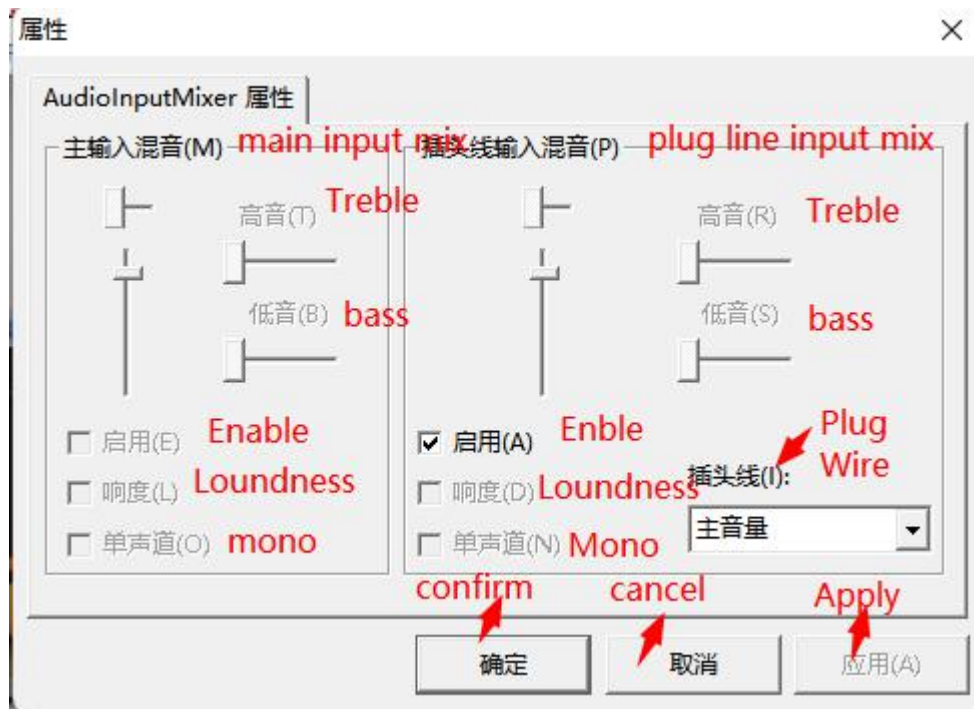 属性
AudioInputMixer 属性
主输入混音(M) main input mix
插头线输入混音(P) plug line input mix
高音(T) Treble
高音(R) Treble
低音(B) bass
低音(S) bass
启用(E) Enable
启用(A) Enble
Plug
Wire
响度(L) Loundness
响度(D) Loundness
插头线(I):
单声道(O) mono
单声道(N) Mono
主音量
confirm
cancel
Apply
确定
取消
应用(A)